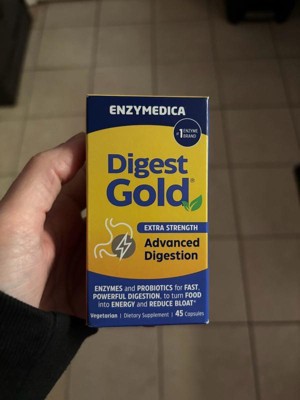 ENZYMEDICA
#1 ENZYME
BRAND
Digest
Gold®
EXTRA STRENGTH
Advanced
Digestion
ENZYMES and PROBIOTICS for FAST,
POWERFUL DIGESTION, to turn FOOD
into ENERGY and REDUCE BLOAT*
Vegetarian | Dietary Supplement | 45 Capsules